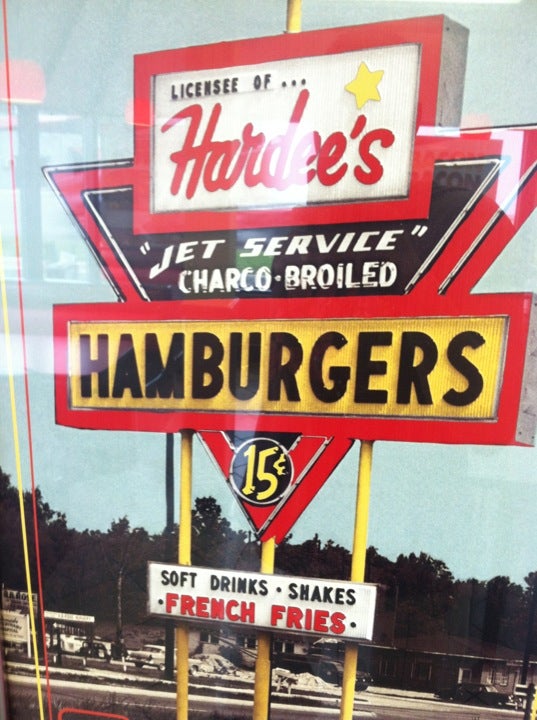 LICENSEE OF ...
Hardee's
"JET SERVICE"
CHARCO-BROILED
HAMBURGERS
15¢
SOFT DRINKS · SHAKES
·FRENCH FRIES·